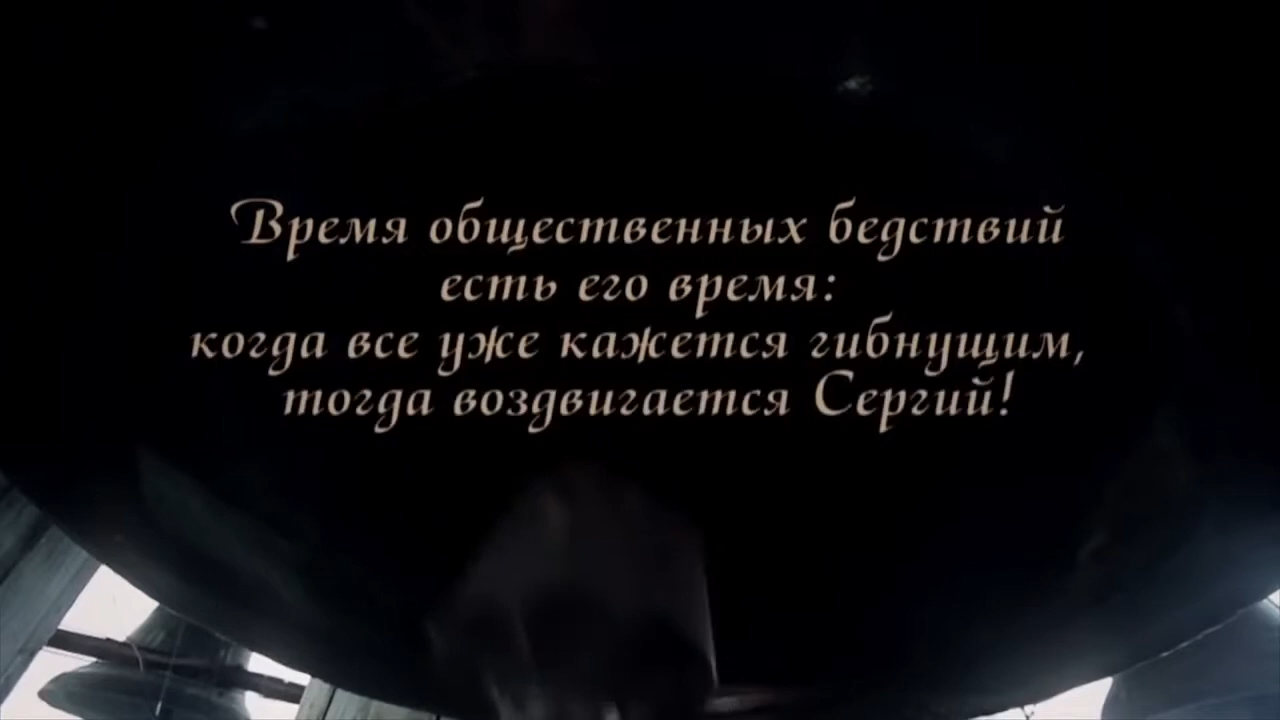 Время общественных бедствий
есть его время:
когда все уже кажется гибнущим,
тогда воздвигается Сергий!